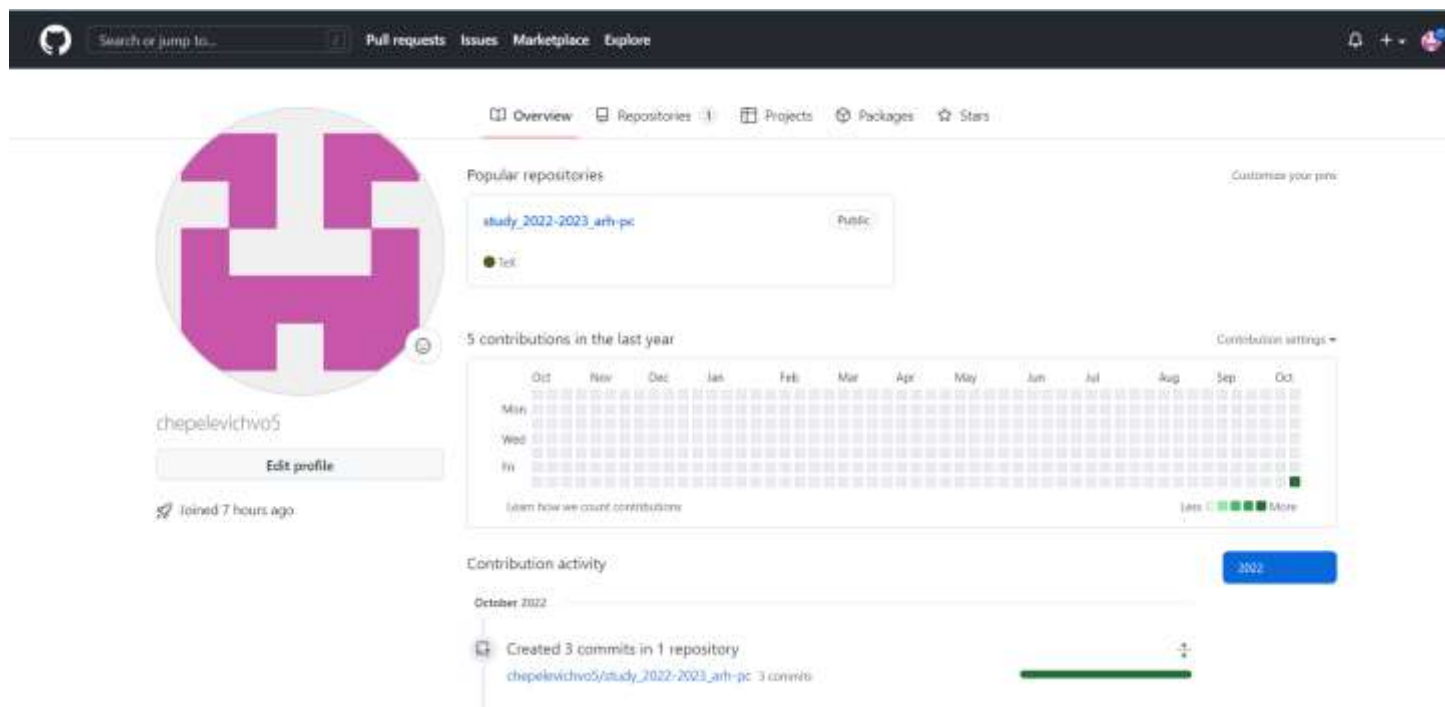 Search or jump to... /
Pull requests Issues Marketplace Explore
Overview Repositories 1 Projects Packages Stars
Popular repositories
Customize your pins
study_2022-2023_arh-pc
Public
TeX
5 contributions in the last year
Contribution settings
Oct Nov Dec Jan Feb Mar Apr May Jun Jul Aug Sep Oct
Mon
Wed
Fri
Learn how we count contributions
Less More
chepelevichvo5
Edit profile
Joined 7 hours ago
Contribution activity
2022
October 2022
Created 3 commits in 1 repository
chepelevichvo5/study_2022-2023_arh-pc 3 commits